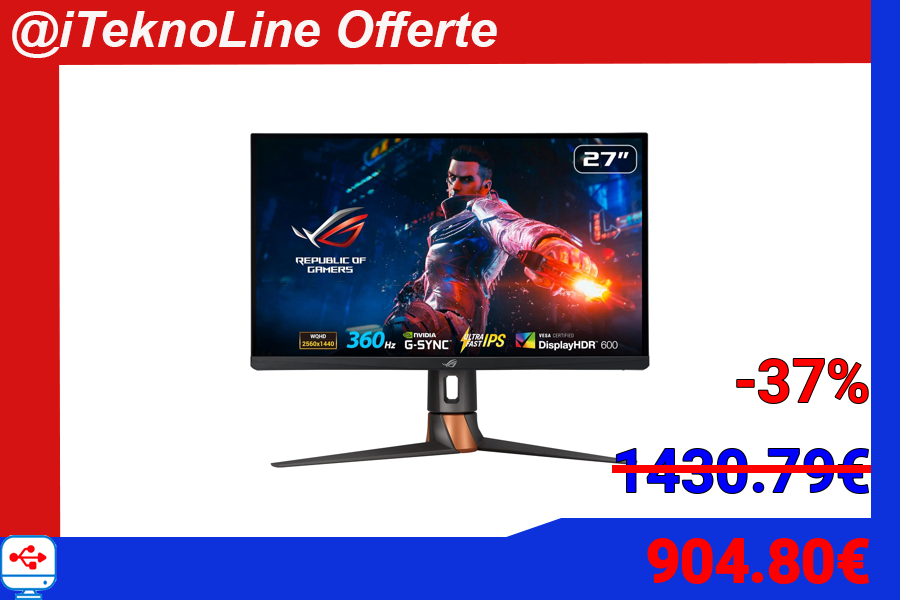 @iTeknoLine Offerte
27"
REPUBLIC OF
GAMERS
WQHD
2560x1440
360Hz
NVIDIA
G-SYNC
ULTRA
FAST IPS
VESA CERTIFIED
DisplayHDR™ 600
-37%
1430.79€
904.80€